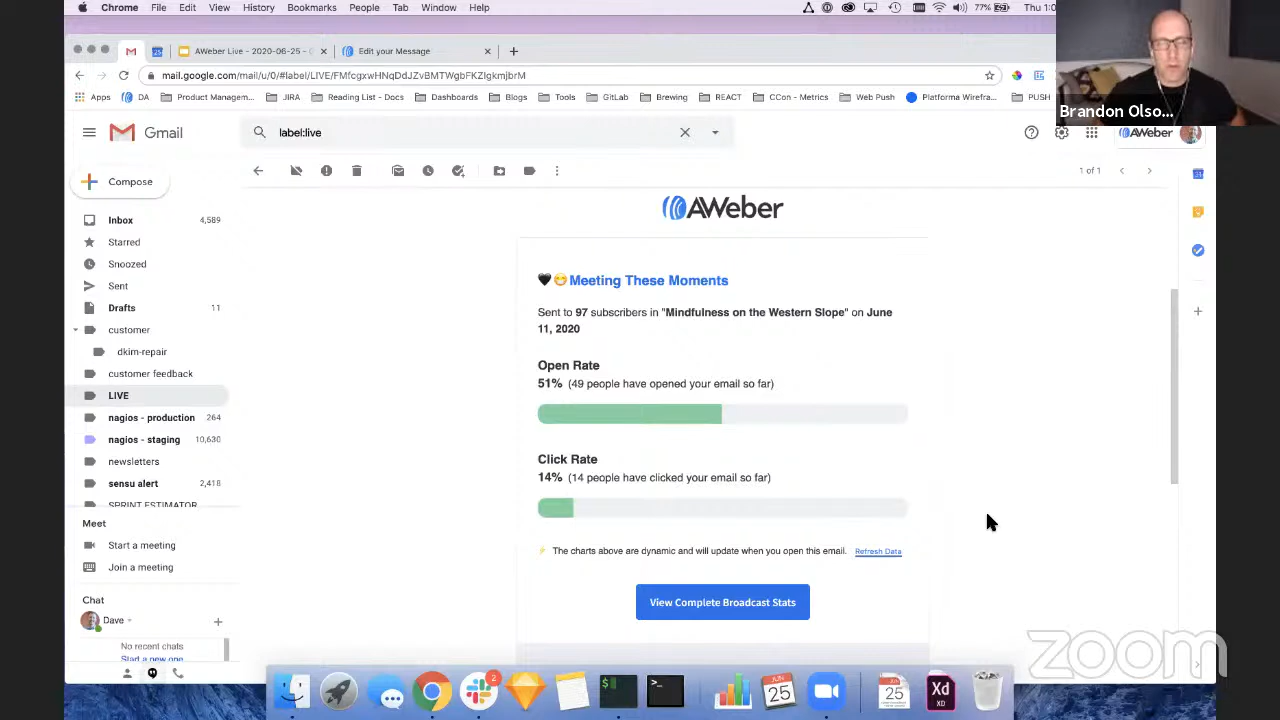 Chrome File Edit View History Bookmarks People Tab Window Help
77%
Thu 1:0
AWeber Live - 2020-06-25 - 0
Edit your Message
mail.google.com/mail/u/0/#label/LIVE/FMfcgxwHNqDdJZvBMTWgbFKZlgkmjbrM
Apps DA Product Managem... JIRA Reading List -... Dashboards Blogs Tools GitLab Brewing REACT CCon - Metrics Web Push Platforma Wirefra... PUSH
Brandon Olso...
Gmail
label:live
AWeber
Compose
1 of 1
AWeber
Inbox 4,589
Starred
Snoozed
Sent
Drafts 11
customer
dkim-repair
customer feedback
LIVE
nagios - production 264
nagios - staging 10,630
newsletters
sensu alert 2,418
SPRINT ESTIMATOR
Meeting These Moments
Sent to 97 subscribers in "Mindfulness on the Western Slope" on June
11, 2020
Open Rate
51% (49 people have opened your email so far)
Click Rate
14% (14 people have clicked your email so far)
The charts above are dynamic and will update when you open this email. Refresh Data
View Complete Broadcast Stats
Meet
Start a meeting
Join a meeting
Chat
Dave
No recent chats
Start a new one
zoom
2
JUN
25
25
Xd
XD